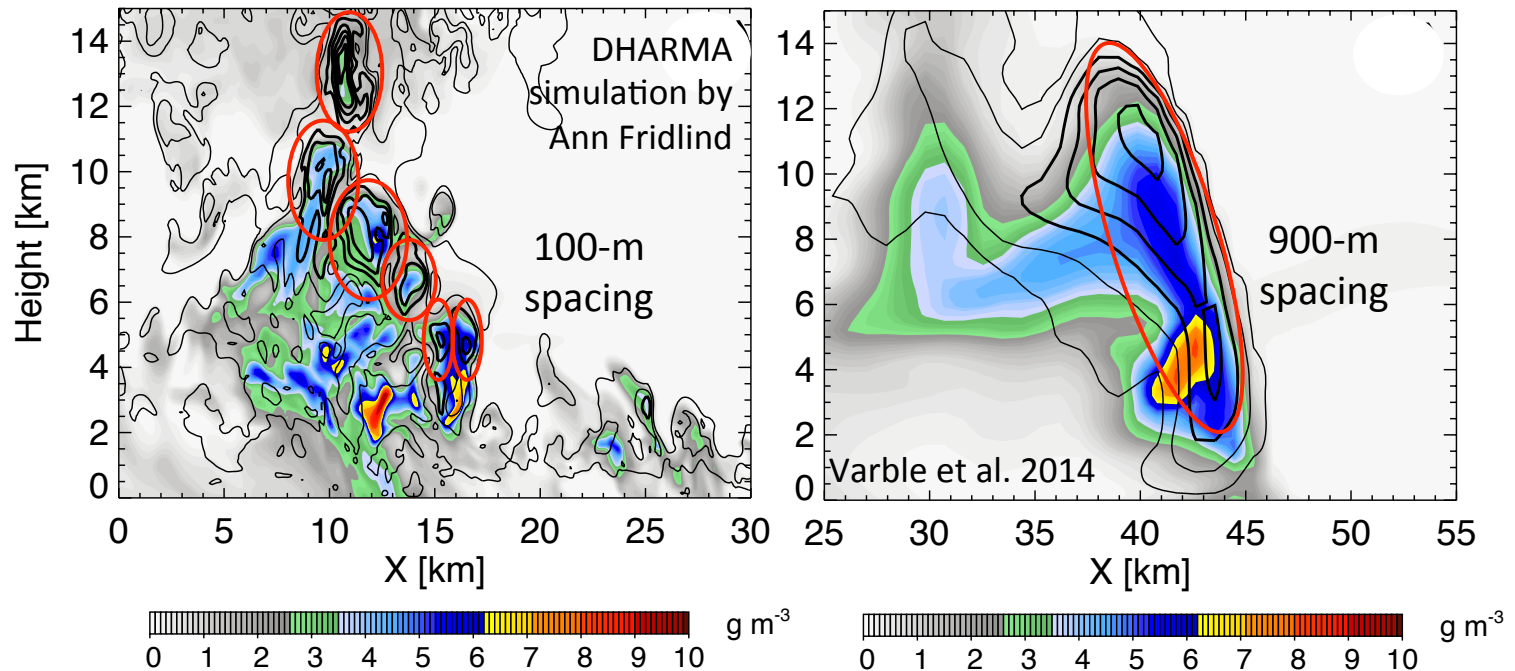 DHARMA
simulation by
Ann Fridlind
100-m
spacing
Height [km]
14
12
10
8
6
4
2
0
0 5 10 15 20 25 30
X [km]
0 1 2 3 4 5 6 7 8 9 10 g m-3
900-m
spacing
Varble et al. 2014
14
12
10
8
6
4
2
0
25 30 35 40 45 50 55
X [km]
0 1 2 3 4 5 6 7 8 9 10 g m-3